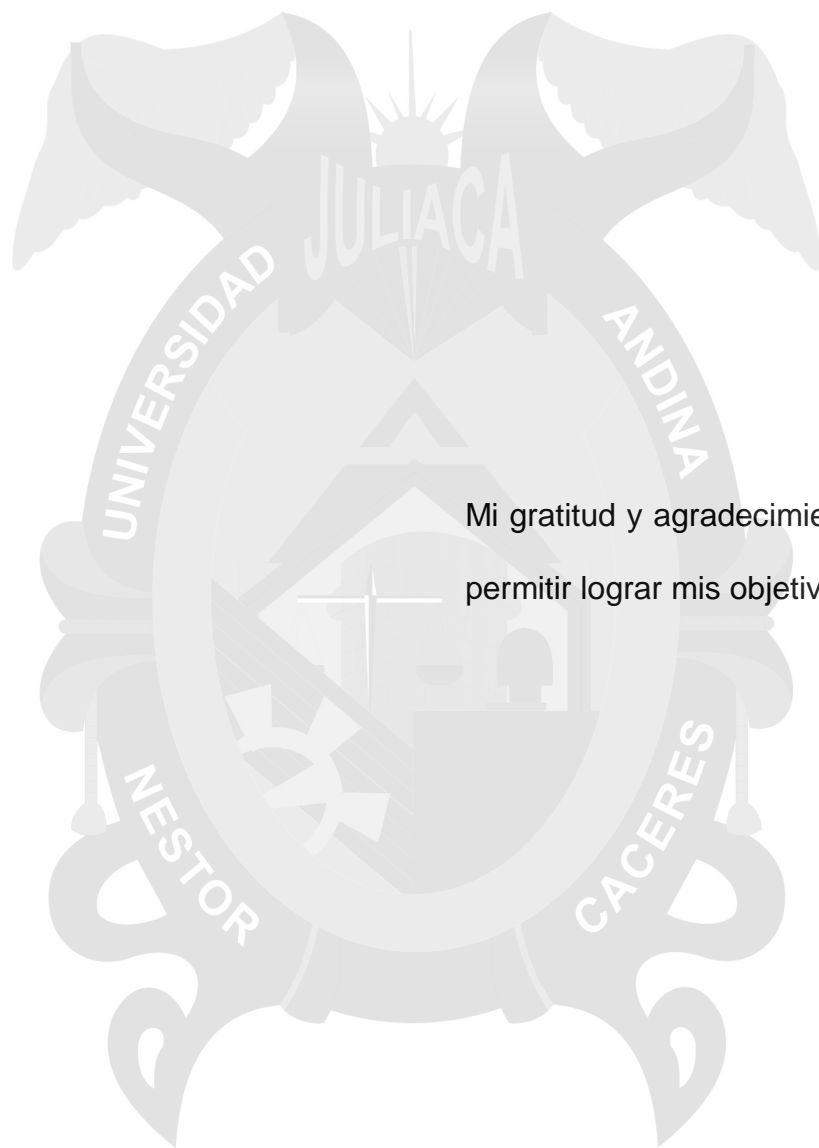 JULIACA
UNIVERSIDAD
ANDINA
Mi gratitud y agradecimie
permitir lograr mis objetiv
NESTOR
CACERES